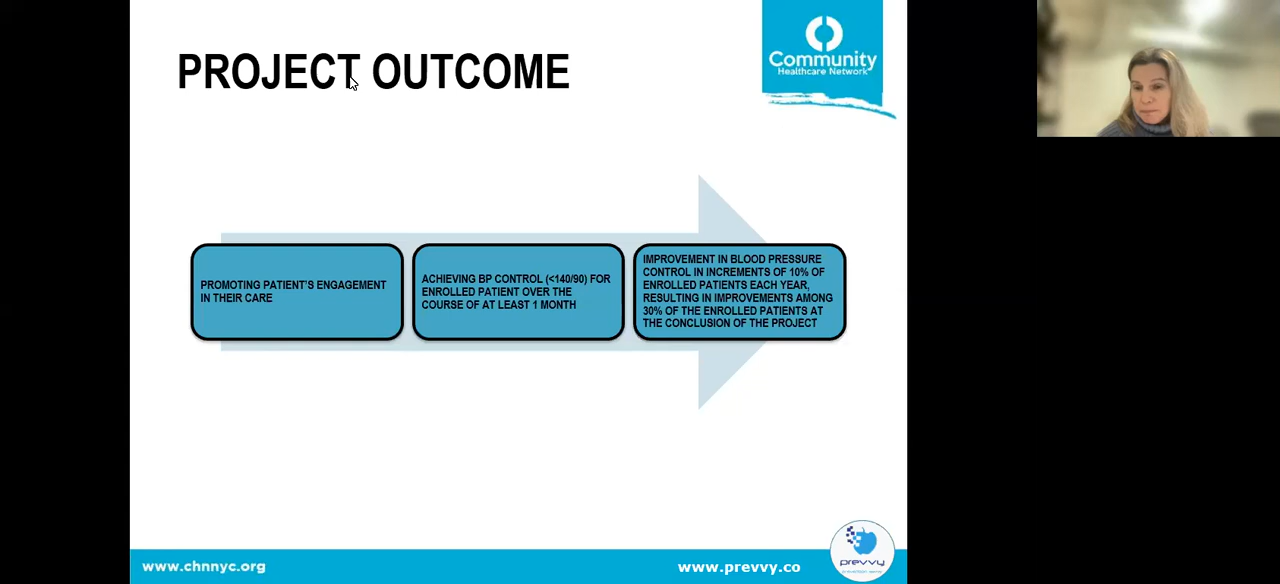 PROJECT OUTCOME
Community
Healthcare Network
PROMOTING PATIENT'S ENGAGEMENT
IN THEIR CARE
ACHIEVING BP CONTROL (<140/90) FOR
ENROLLED PATIENT OVER THE
COURSE OF AT LEAST 1 MONTH
IMPROVEMENT IN BLOOD PRESSURE
CONTROL IN INCREMENTS OF 10% OF
ENROLLED PATIENTS EACH YEAR,
RESULTING IN IMPROVEMENTS AMONG
30% OF THE ENROLLED PATIENTS AT
THE CONCLUSION OF THE PROJECT
www.chnnyc.org
www.prevvy.co
prevvy